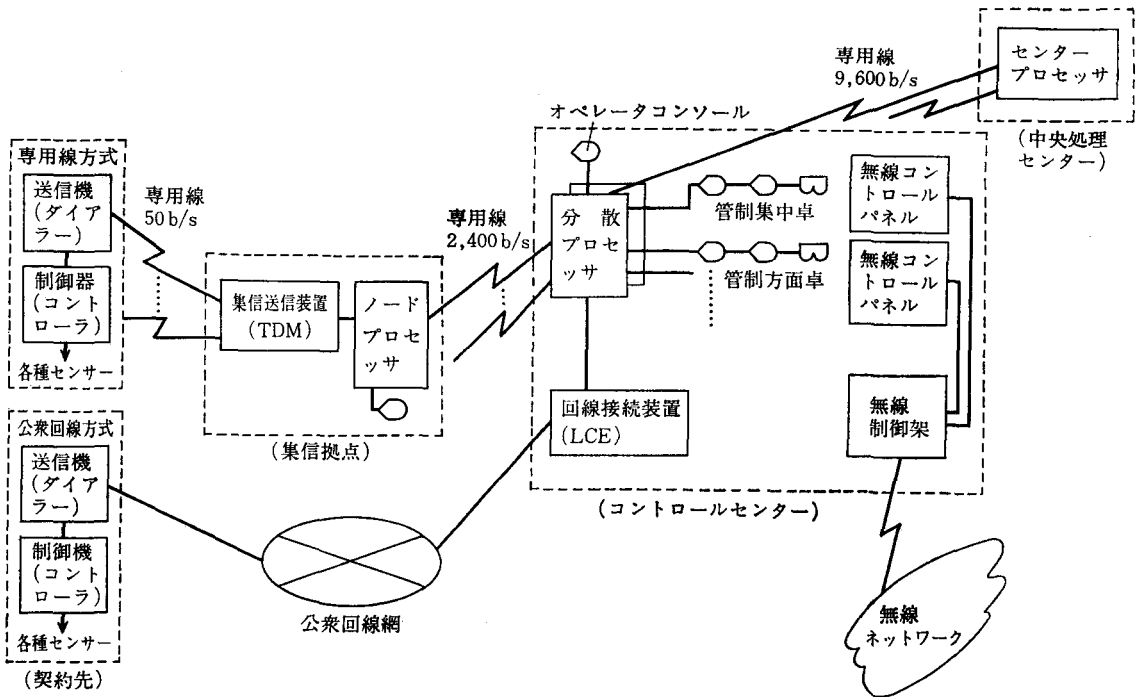 専用線方式
送信機
(ダイア
ラー)
制御器
(コント
ローラ)
各種センサー
専用線
50b/s
集信送信装置
(TDM)
ノード
プロセ
ッサ
(集信拠点)
専用線
2,400b/s
公衆回線方式
送信機
(ダイア
ラー)
制御機
(コント
ローラ)
各種センサー
(契約先)
公衆回線網
オペレータコンソール
分散
プロセ
ッサ
管制集中卓
管制方面卓
回線接続装置
(LCE)
(コントロールセンター)
専用線
9,600b/s
センター
プロセッサ
(中央処理
センター)
無線コン
トロール
パネル
無線コン
トロール
パネル
無線
制御架
無線
ネットワーク